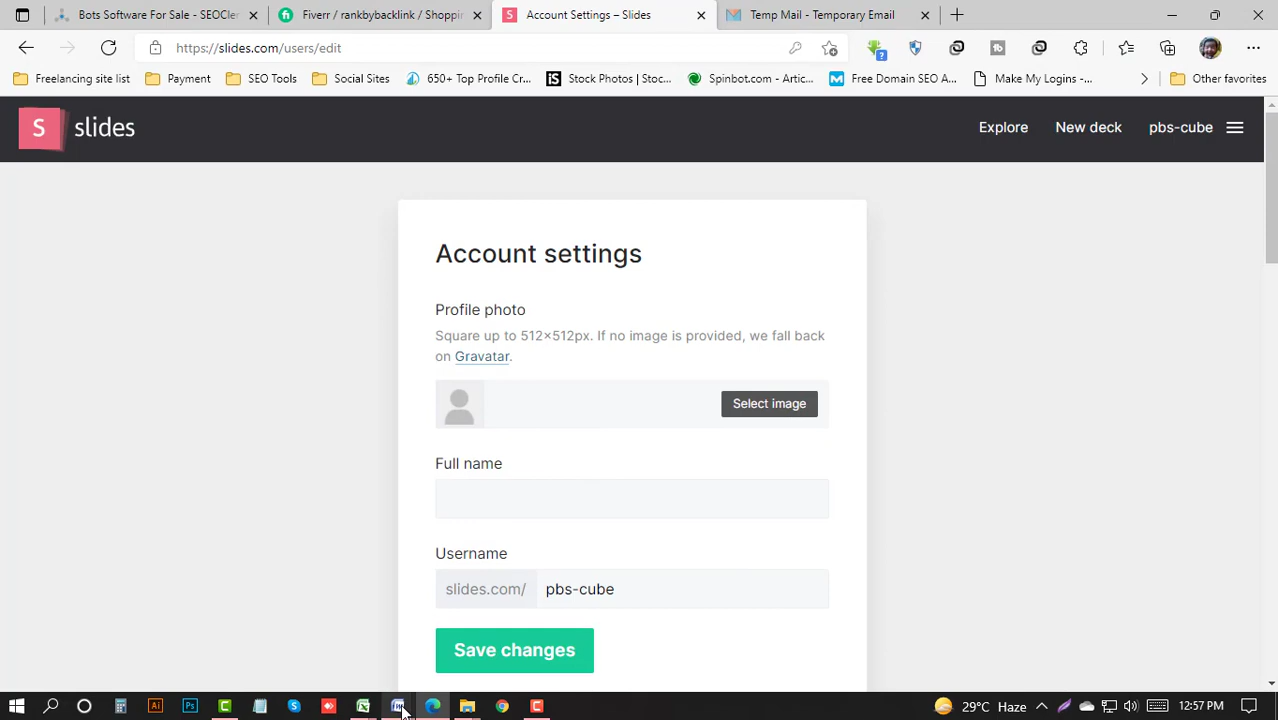 Bots Software For Sale - SEOCler
Fiverr / rankbybacklink / Shoppin
Account Settings – Slides
Temp Mail - Temporary Email
https://slides.com/users/edit
Freelancing site list
Payment
SEO Tools
Social Sites
650+ Top Profile Cr...
Stock Photos | Stoc...
Spinbot.com - Artic...
Free Domain SEO A...
Make My Logins -...
Other favorites
S slides
Explore
New deck
pbs-cube
Account settings
Profile photo
Square up to 512×512px. If no image is provided, we fall back
on Gravatar.
Select image
Full name
Username
slides.com/ pbs-cube
Save changes
29°C Haze
12:57 PM